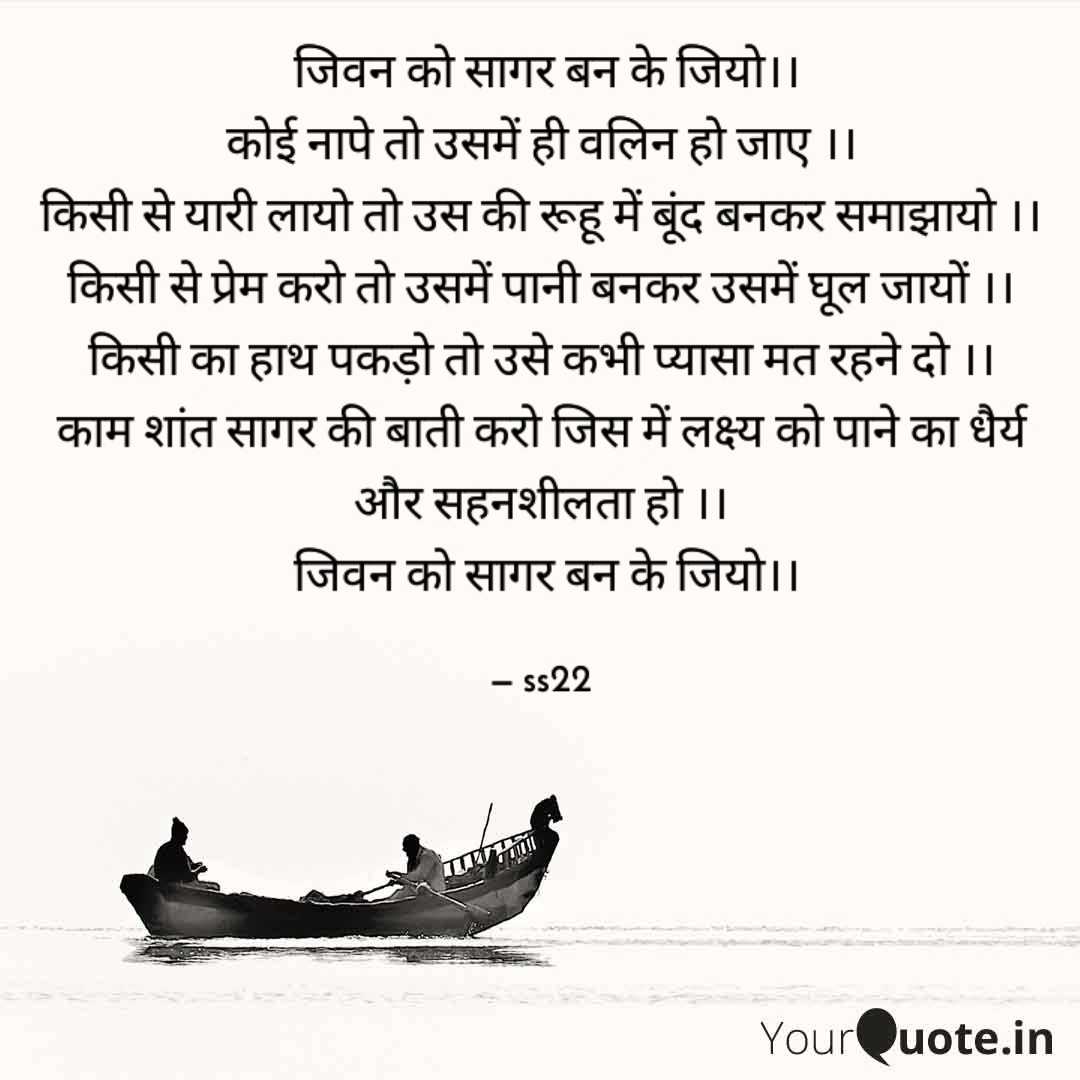 जिवन को सागर बन के जियो।।
कोई नापे तो उसमें ही वलिन हो जाए ।।
किसी से यारी लायो तो उस की रूहू में बूंद बनकर समाझायो ।।
किसी से प्रेम करो तो उसमें पानी बनकर उसमें घूल जायों ।।
किसी का हाथ पकड़ो तो उसे कभी प्यासा मत रहने दो ।।
काम शांत सागर की बाती करो जिस में लक्ष्य को पाने का धैर्य
और सहनशीलता हो ।।
जिवन को सागर बन के जियो।।
– ss22
YourQuote.in